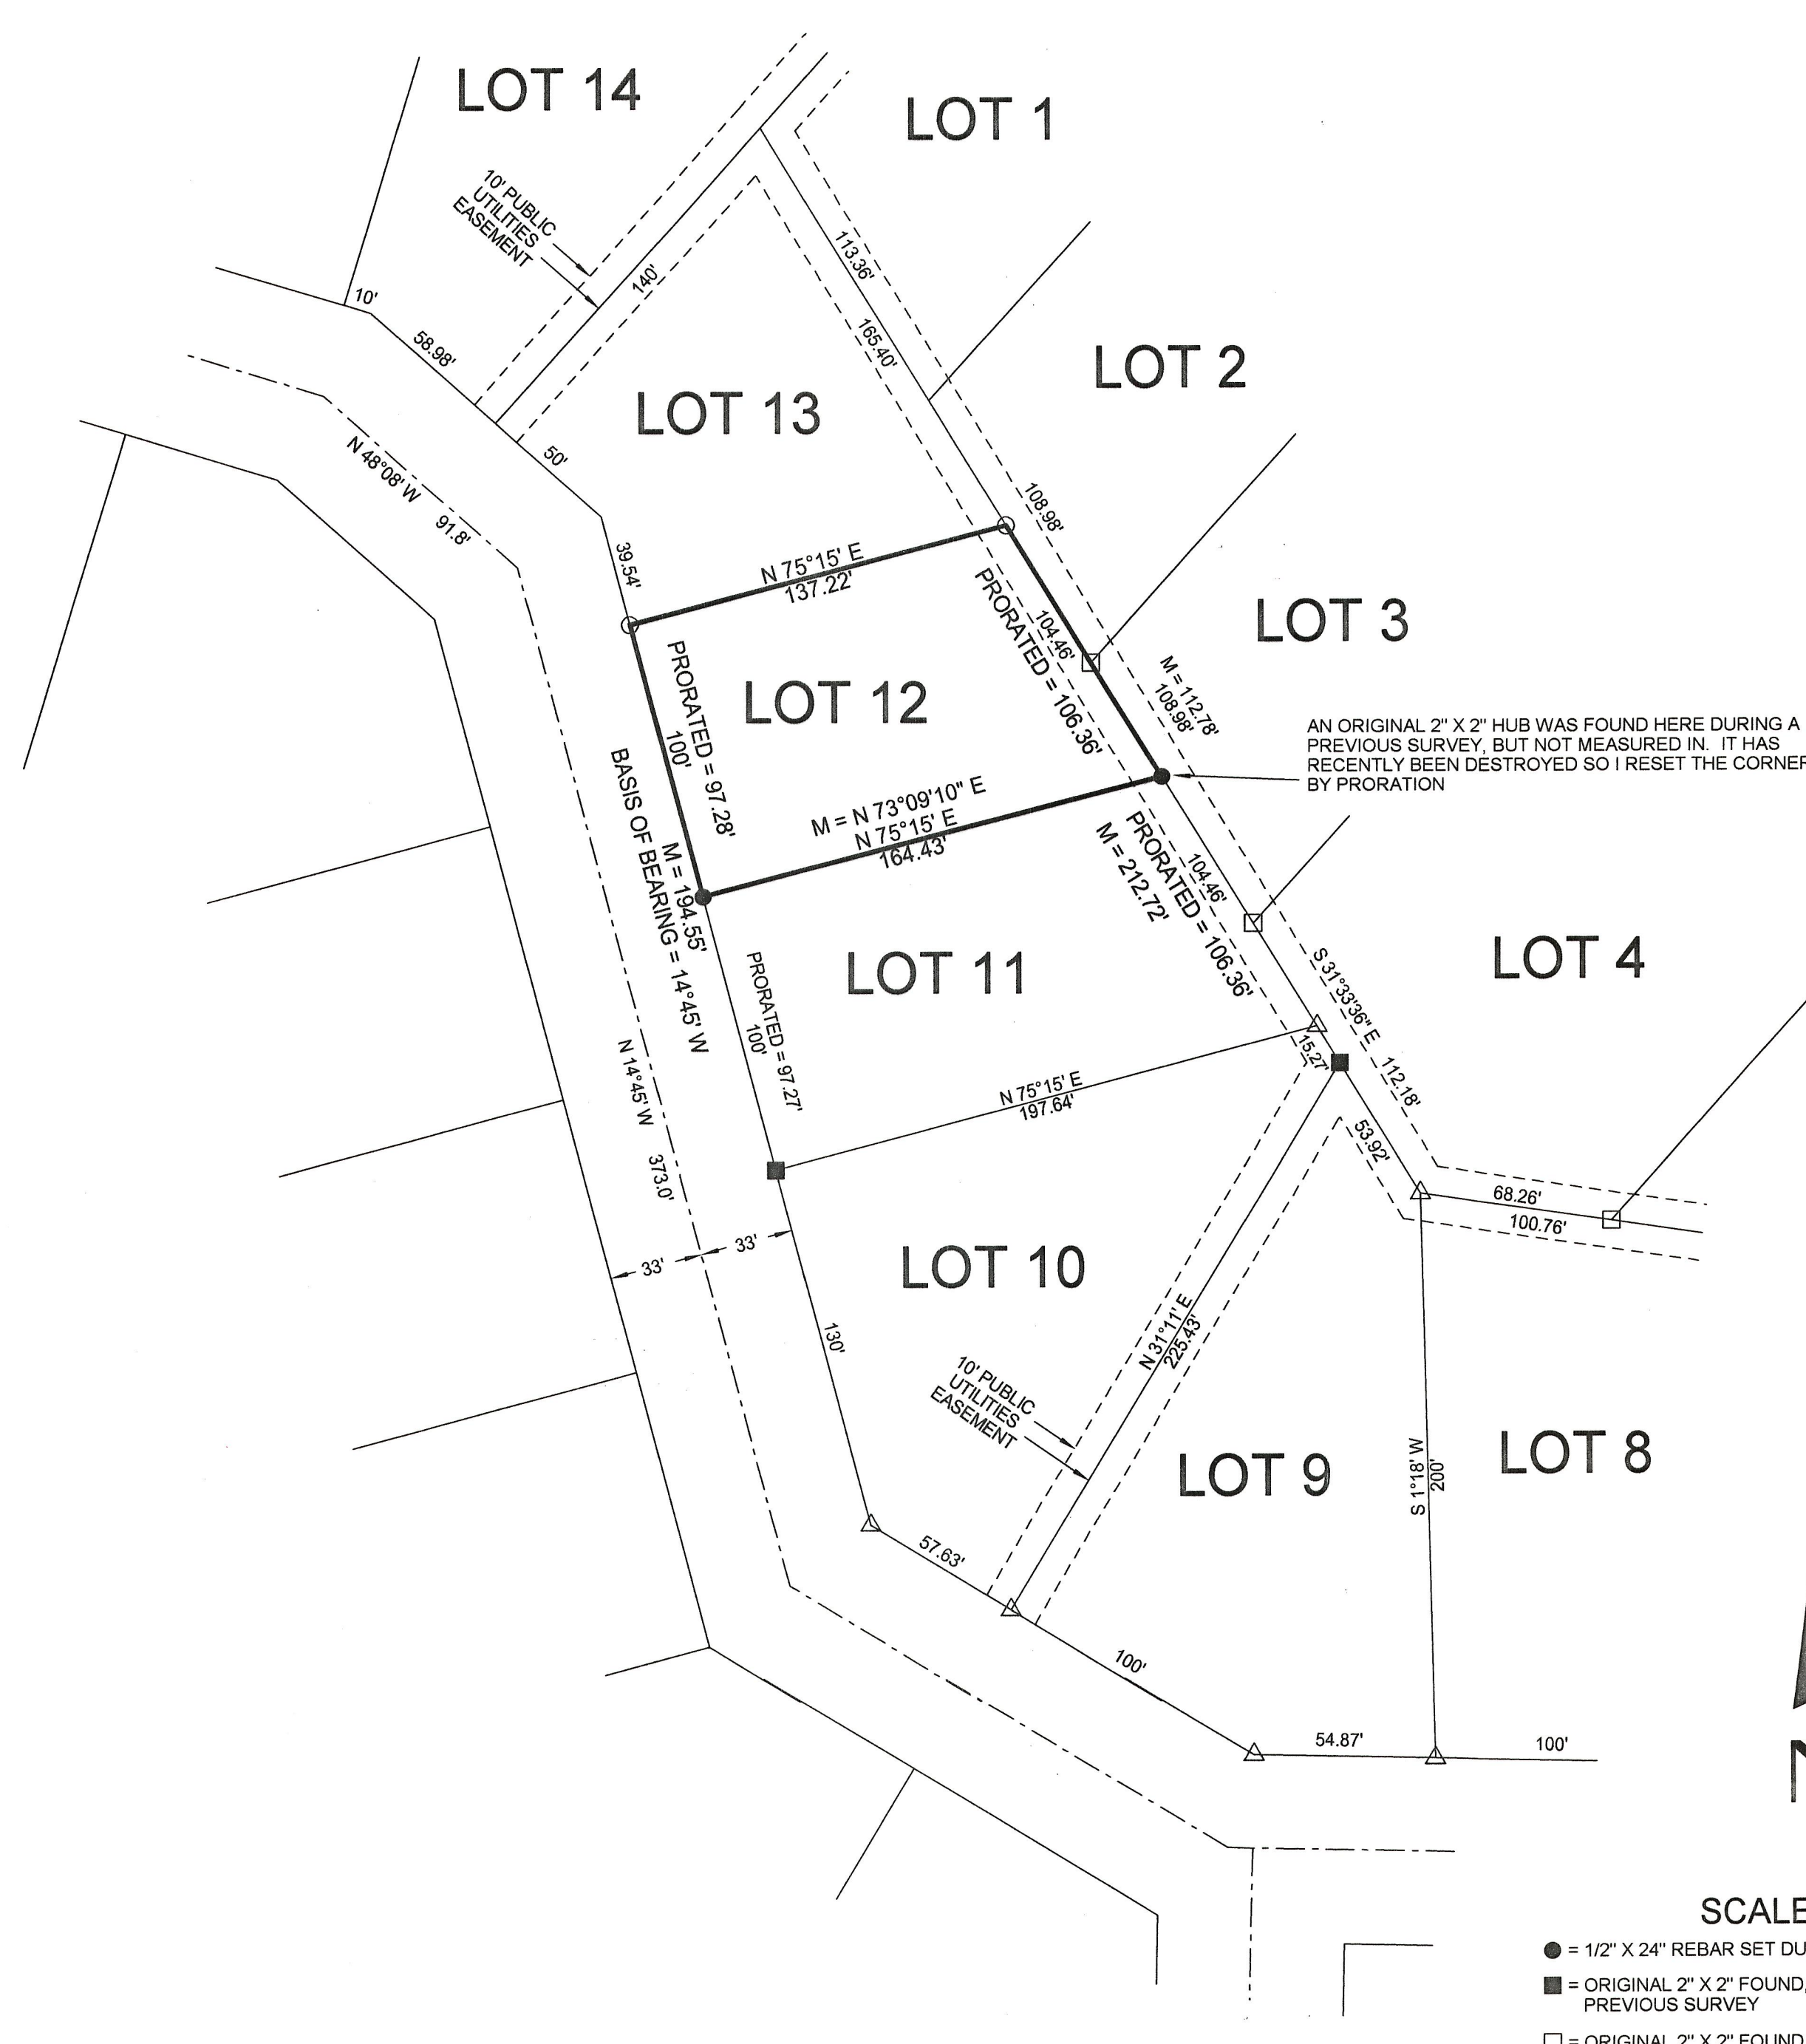 LOT 14
LOT 1
10' PUBLIC
UTILITIES
EASEMENT
140'
113.36'
165.40'
10'
58.98'
LOT 2
LOT 13
50'
N 48°08' W
91.8'
39.54'
N 75°15' E
137.22'
108.98'
LOT 3
PRORATED = 106.36'
104.46'
M = 112.78'
108.98'
PRORATED = 97.28'
100'
LOT 12
AN ORIGINAL 2" X 2" HUB WAS FOUND HERE DURING A
PREVIOUS SURVEY, BUT NOT MEASURED IN. IT HAS
RECENTLY BEEN DESTROYED SO I RESET THE CORNER
BY PRORATION
M = N 73°09'10" E
N 75°15' E
164.43'
BASIS OF BEARING = 14°45' W
M = 194.55'
104.46'
PRORATED = 106.36'
M = 212.72'
LOT 11
PRORATED = 97.27'
100'
LOT 4
S 31°33'36" E
112.18'
15.27'
N 75°15' E
197.64'
N 14°45' W
373.0'
53.92'
68.26'
100.76'
33'
33'
LOT 10
130'
N 31°11' E
225.43'
10' PUBLIC
UTILITIES
EASEMENT
LOT 9
LOT 8
S 1°18' W
200'
57.63'
100'
54.87'
100'
N
SCALE
= 1/2" X 24" REBAR SET DU
= ORIGINAL 2" X 2" FOUND,
PREVIOUS SURVEY
= ORIGINAL 2" X 2" FOUND